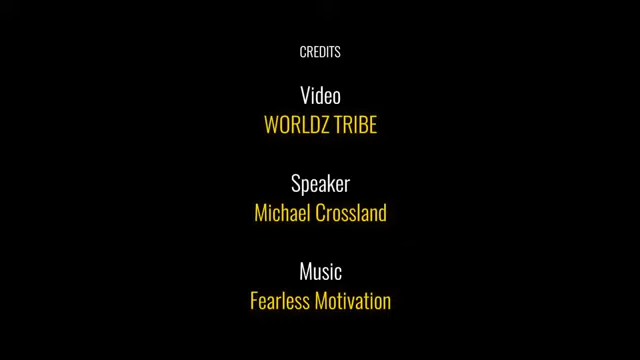 CREDITS
Video
WORLDZ TRIBE
Speaker
Michael Crossland
Music
Fearless Motivation